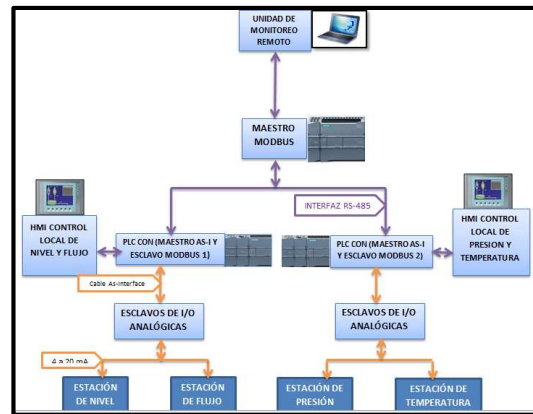 UNIDAD DE
MONITOREO
REMOTO
MAESTRO
MODBUS
INTERFAZ RS-485
HMI CONTROL
LOCAL DE
NIVEL Y FLUJO
PLC CON (MAESTRO AS-I Y
ESCLAVO MODBUS 1)
PLC CON (MAESTRO AS-I
Y ESCLAVO MODBUS 2)
HMI CONTROL
LOCAL DE
PRESION Y
TEMPERATURA
Cable As-Interface
ESCLAVOS DE I/O
ANALÓGICAS
ESCLAVOS DE I/O
ANALÓGICAS
4 a 20 mA
ESTACIÓN
DE NIVEL
ESTACIÓN
DE FLUJO
ESTACIÓN DE
PRESIÓN
ESTACIÓN DE
TEMPERATURA